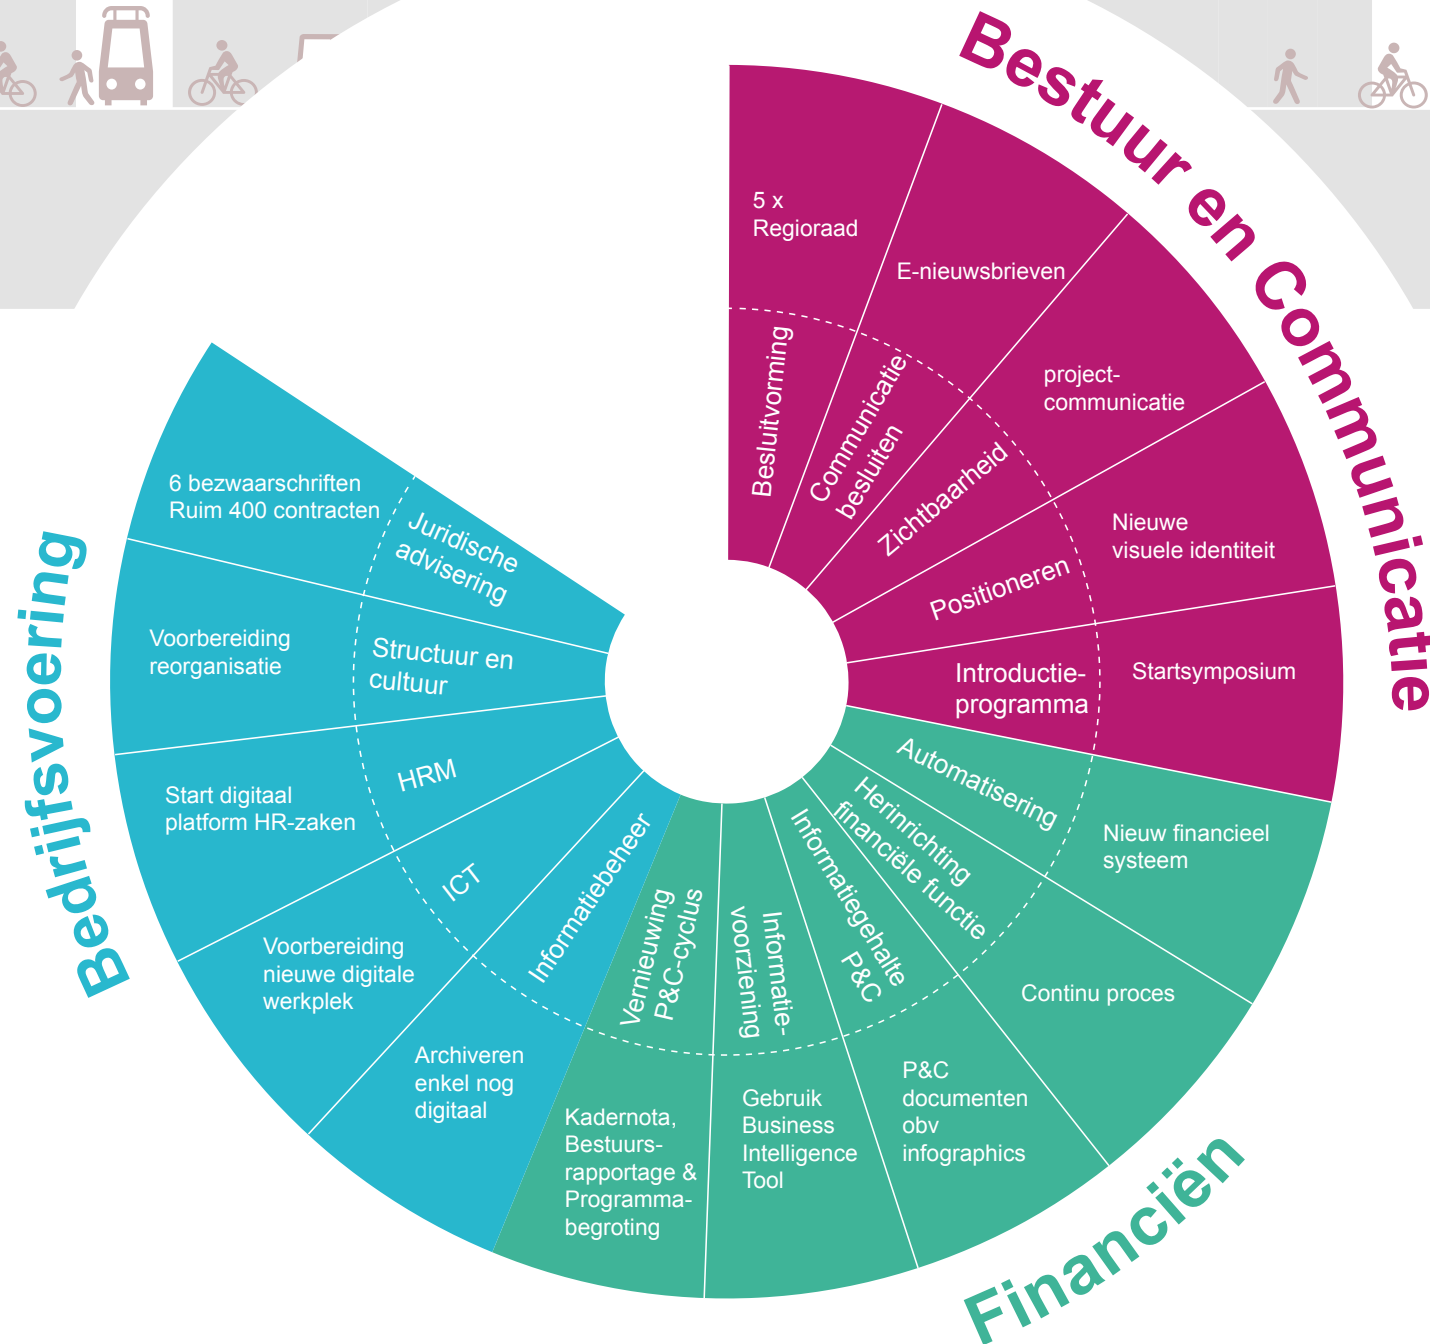 Bestuur en Communicatie
5 x
Regioraad
Besluitvorming
E-nieuwsbrieven
Communicatie
besluiten
project-
communicatie
Zichtbaarheid
Nieuwe
visuele identiteit
Positioneren
Startsymposium
Introductie-
programma
Financiën
Automatisering
Nieuw financieel
systeem
Herinrichting
financiële functie
Continu proces
Informatiegehalte
P&C
P&C
documenten
obv
infographics
Informatie-
voorziening
Gebruik
Business
Intelligence
Tool
Vernieuwing
P&C-cyclus
Kadernota,
Bestuurs-
rapportage &
Programma-
begroting
Bedrijfsvoering
Informatiebeheer
Archiveren
enkel nog
digitaal
ICT
Voorbereiding
nieuwe digitale
werkplek
HRM
Start digitaal
platform HR-zaken
Structuur en
cultuur
Voorbereiding
reorganisatie
Juridische
advisering
6 bezwaarschriften
Ruim 400 contracten